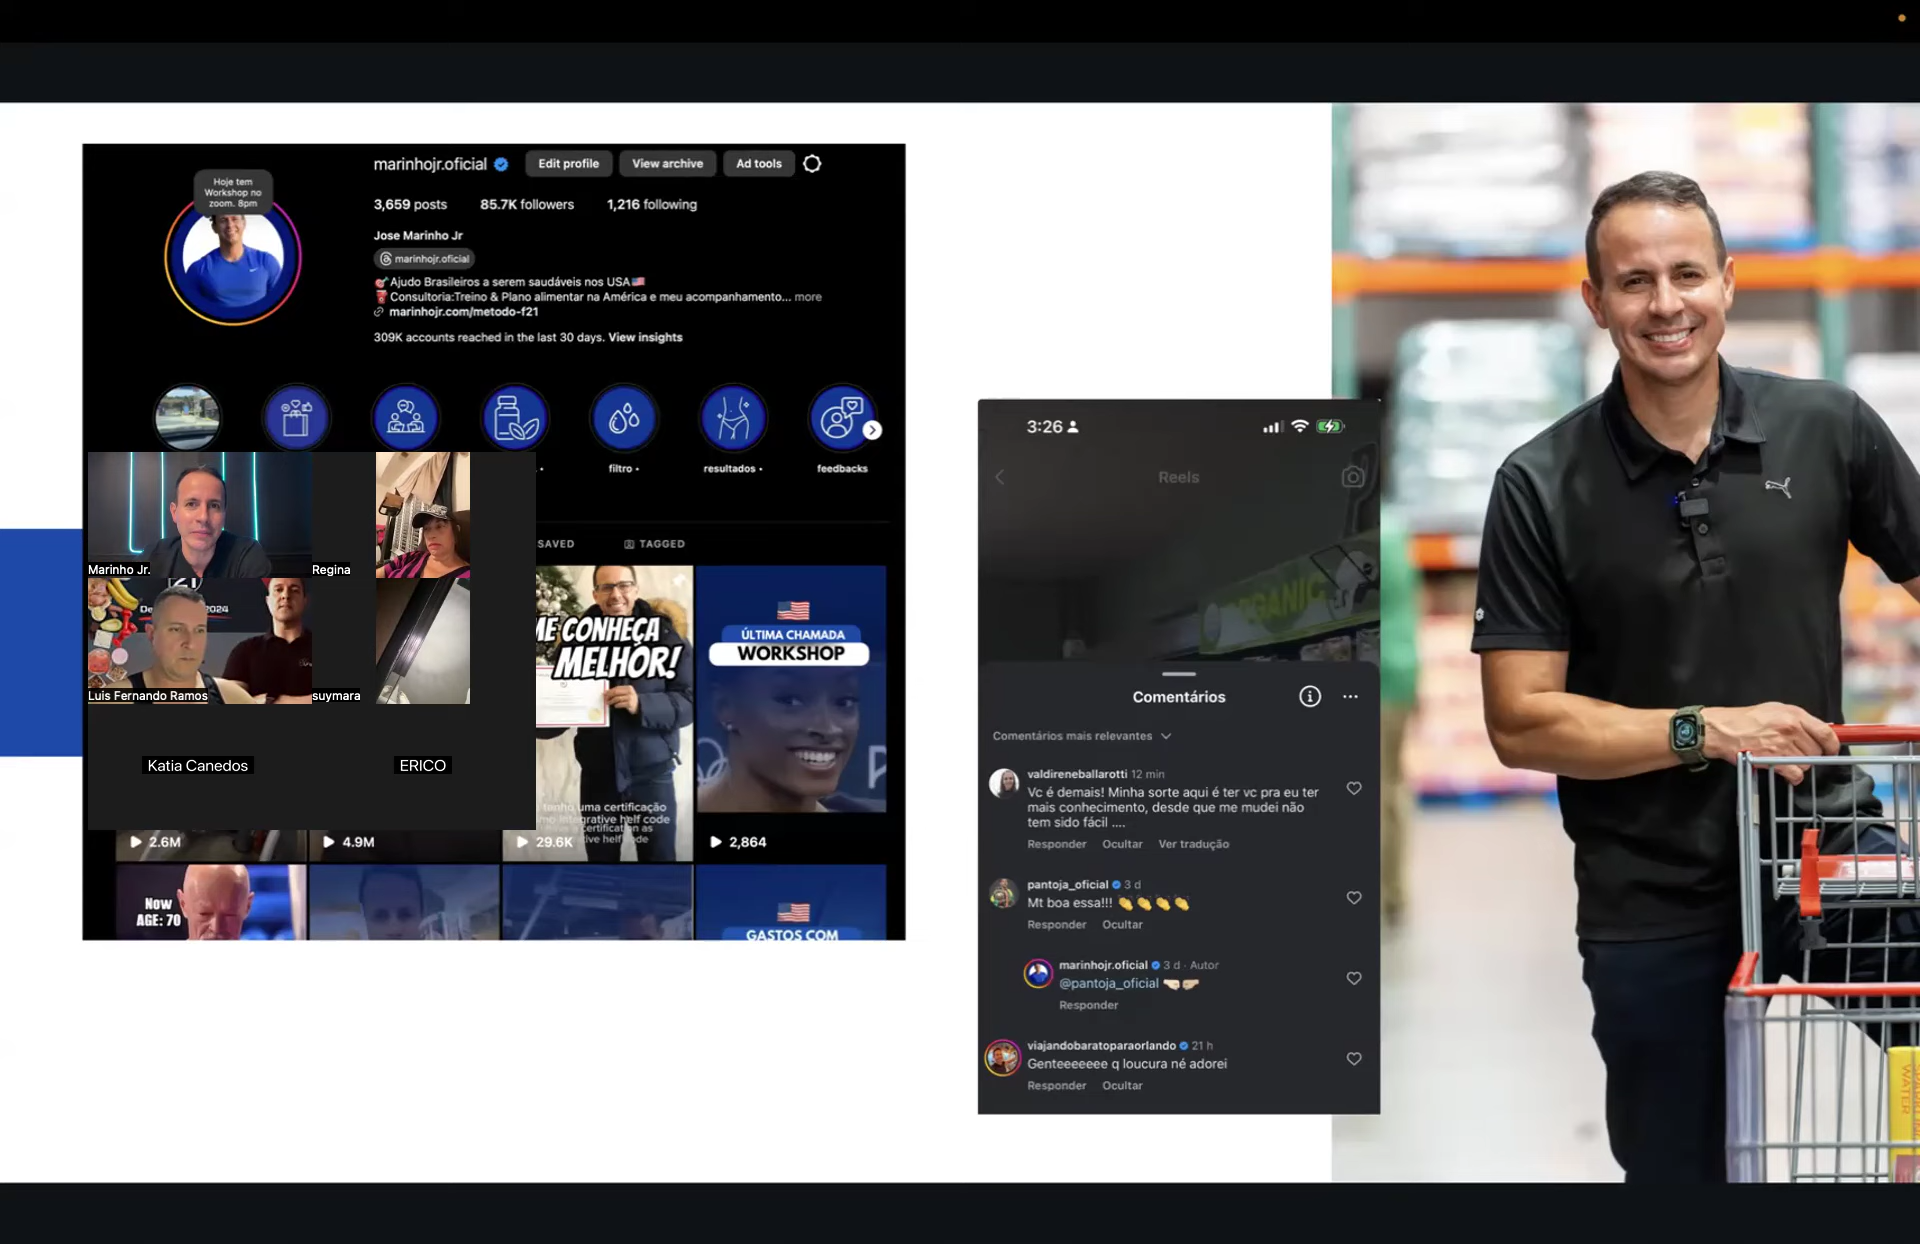 Hoje tem
Workshop no
zoom. 8pm
marinhojr.oficial
Edit profile
View archive
Ad tools
3,659 posts
85.7K followers
1,216 following
Jose Marinho Jr
marinhojr.oficial
🎯Ajudo Brasileiros a serem saudáveis nos USA🇺🇸
Consultoria:Treino & Plano alimentar na América e meu acompanhamento... more
marinhojr.com/metodo-f21
309K accounts reached in the last 30 days. View insights
filtro •
resultados •
feedbacks
SAVED
TAGGED
Marinho Jr.
Regina
De
2024
Luis Fernando Ramos
suymara
Katia Canedos
ERICO
ME CONHEÇA
MELHOR!
tenho uma certificação
ÚLTIMA CHAMADA
WORKSHOP
2.6M
4.9M
29.6K
2,864
Now
AGE: 70
GASTOS COM
3:26
Reels
ORGANIC
Comentários
Comentários mais relevantes
valdireneballarotti 12 min
Vc é demais! Minha sorte aqui é ter vc pra eu ter
mais conhecimento, desde que me mudei não
tem sido fácil ....
Responder Ocultar Ver tradução
pantoja_oficial 3 d
Mt boa essa!!! 👏👏👏👏
Responder Ocultar
marinhojr.oficial 3 d · Autor
@pantoja_oficial 🤜🤛
Responder
viajandobaratoparaorlando 21 h
Genteeeeeee q loucura né adorei
Responder Ocultar
WATER